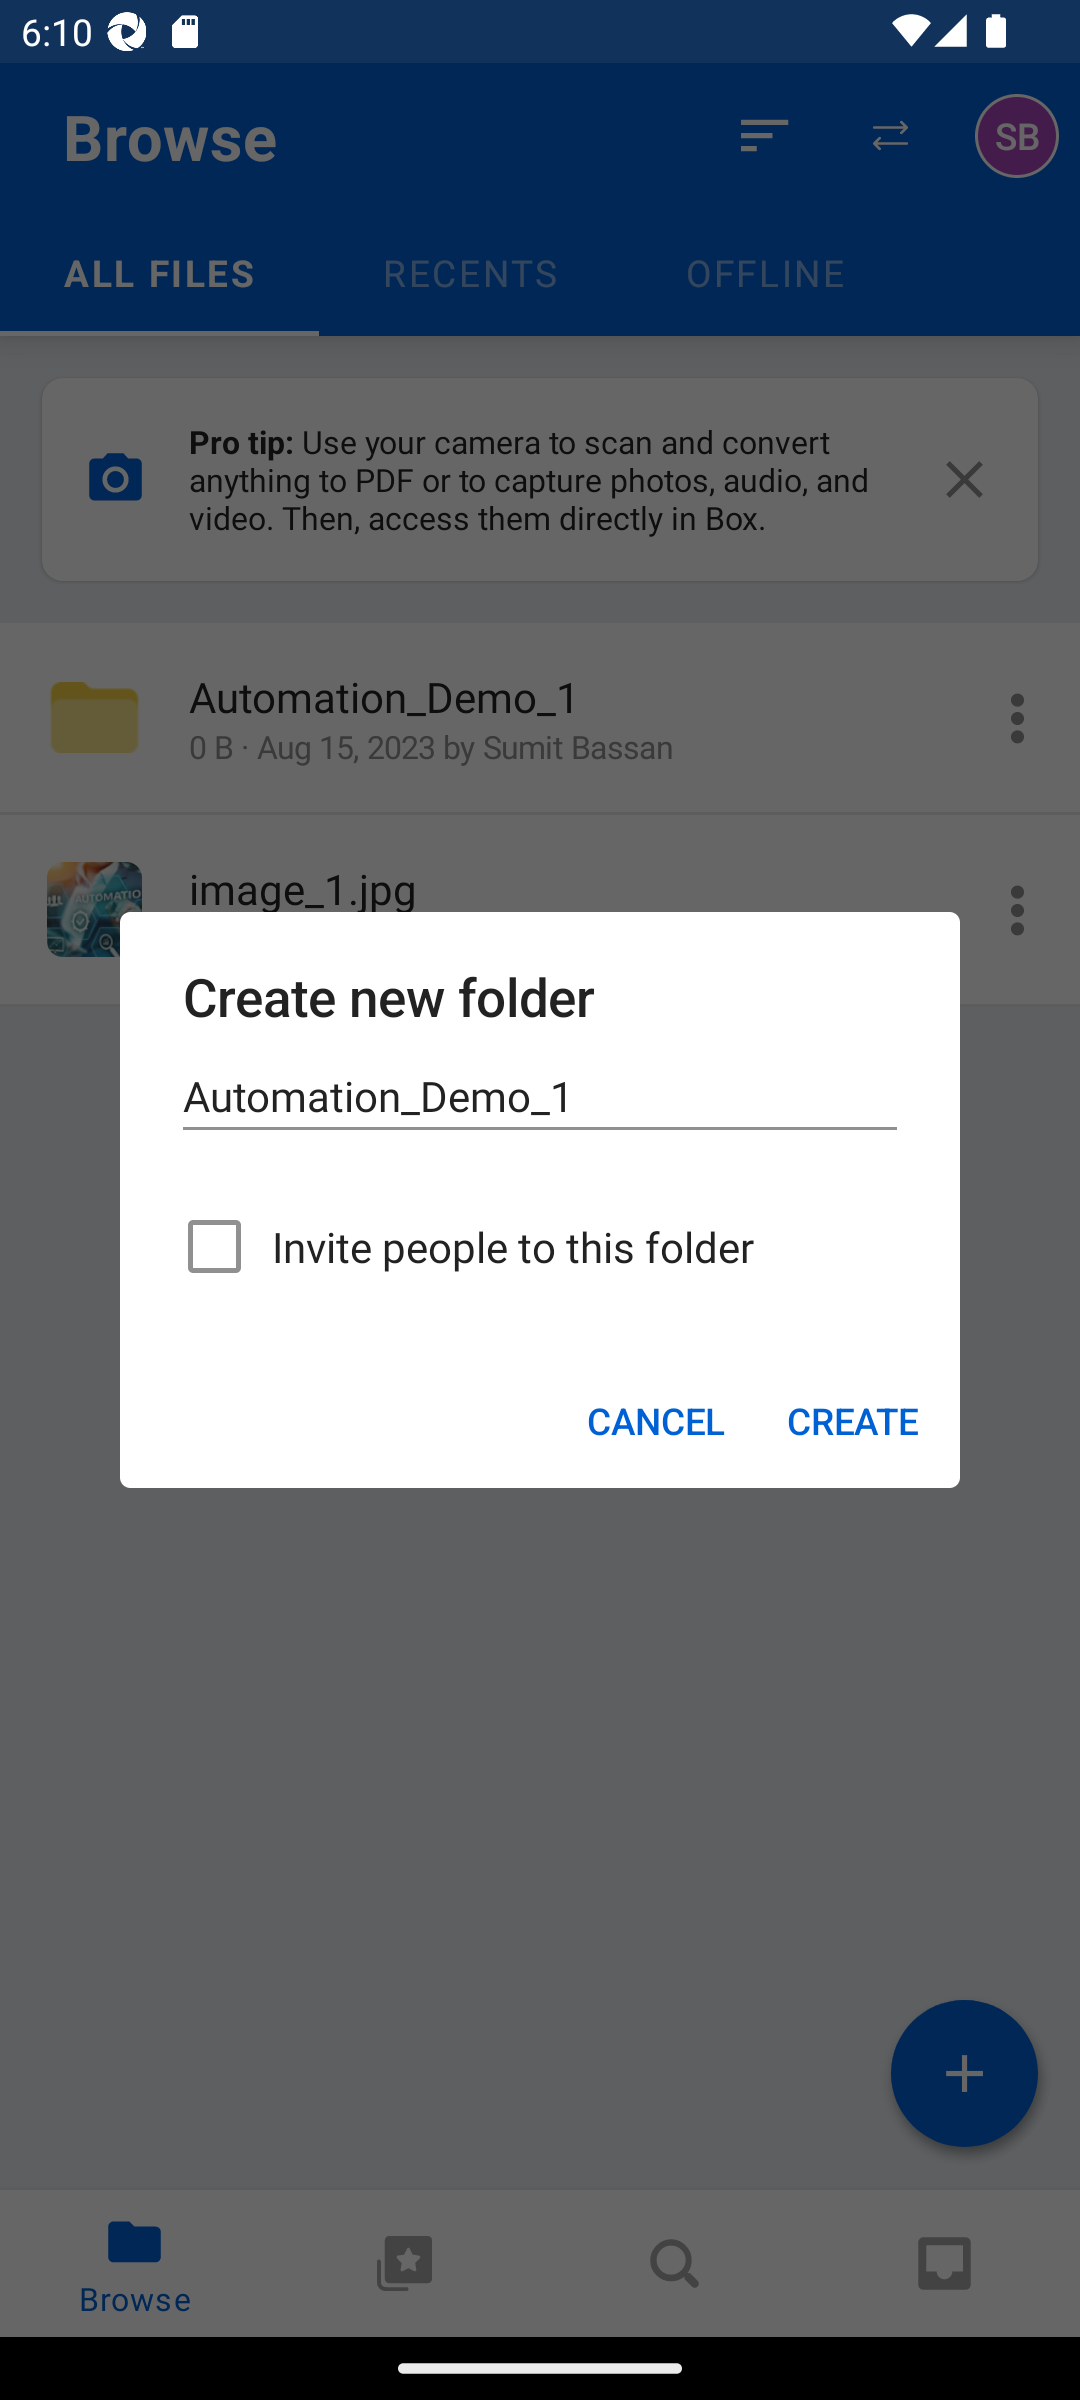 6:10
Browse
SB
ALL FILES
RECENTS
OFFLINE
Pro tip: Use your camera to scan and convert
anything to PDF or to capture photos, audio, and
video. Then, access them directly in Box.
Automation_Demo_1
0 B · Aug 15, 2023 by Sumit Bassan
image_1.jpg
Create new folder
Automation_Demo_1
Invite people to this folder
CANCEL
CREATE
Browse